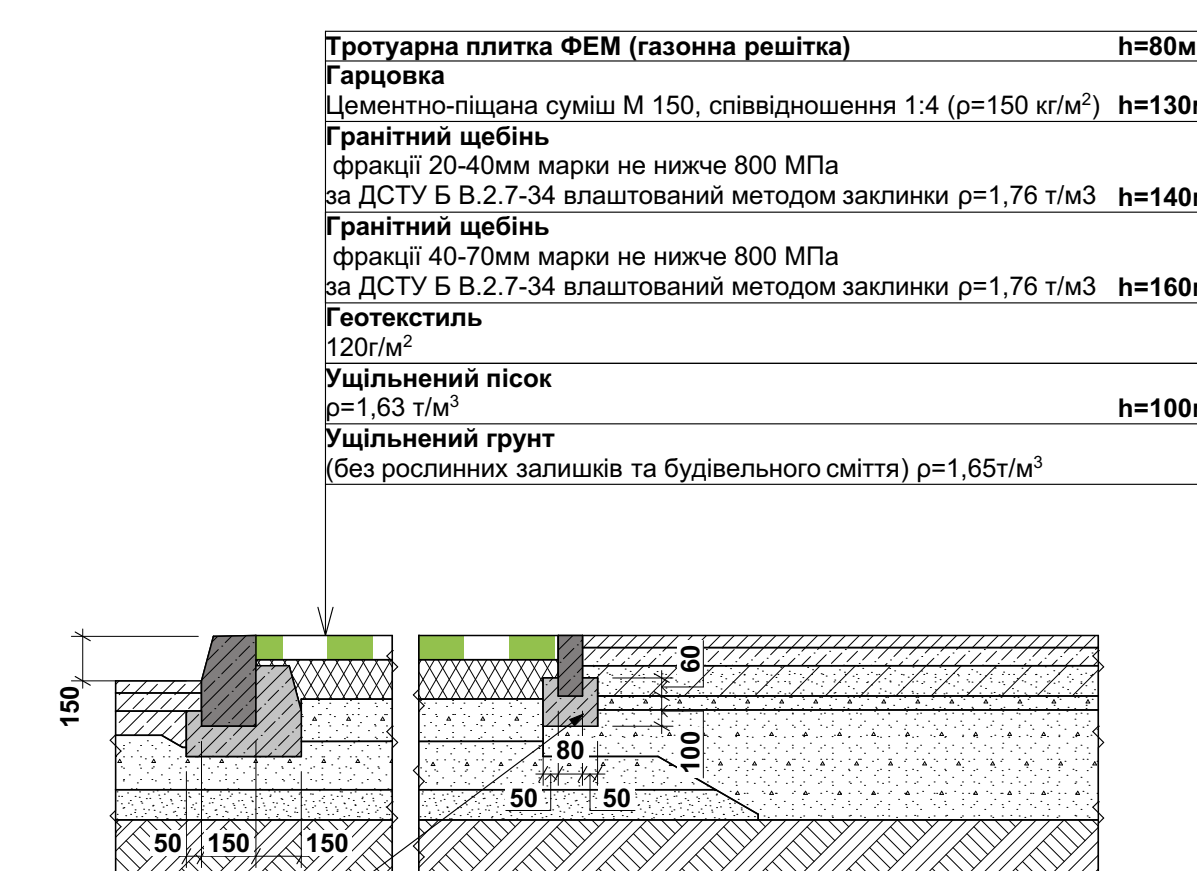 Тротуарна плитка ФЕМ (газонна решітка) h=80м
Гарцовка
Цементно-піщана суміш М 150, співвідношення 1:4 (ρ=150 кг/м²) h=130
Гранітний щебінь
фракції 20-40мм марки не нижче 800 МПа
за ДСТУ Б В.2.7-34 влаштований методом заклинки ρ=1,76 т/м3 h=140
Гранітний щебінь
фракції 40-70мм марки не нижче 800 МПа
за ДСТУ Б В.2.7-34 влаштований методом заклинки ρ=1,76 т/м3 h=160
Геотекстиль
120г/м²
Ущільнений пісок
ρ=1,63 т/м³ h=100
Ущільнений грунт
(без рослинних залишків та будівельного сміття) ρ=1,65т/м³
150
60
80
100
50 50
50 150 150